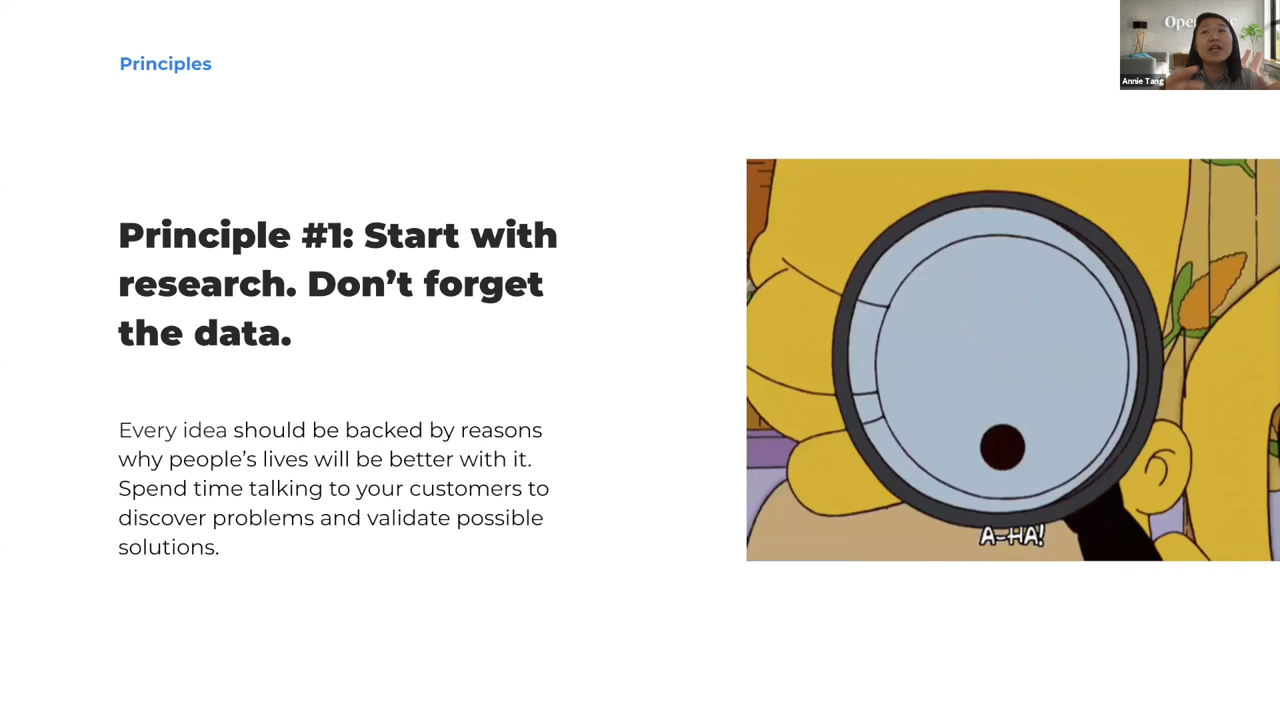 Principles
Principle #1: Start with
research. Don’t forget
the data.
Every idea should be backed by reasons
why people’s lives will be better with it.
Spend time talking to your customers to
discover problems and validate possible
solutions.
A-HA!
Annie Tang